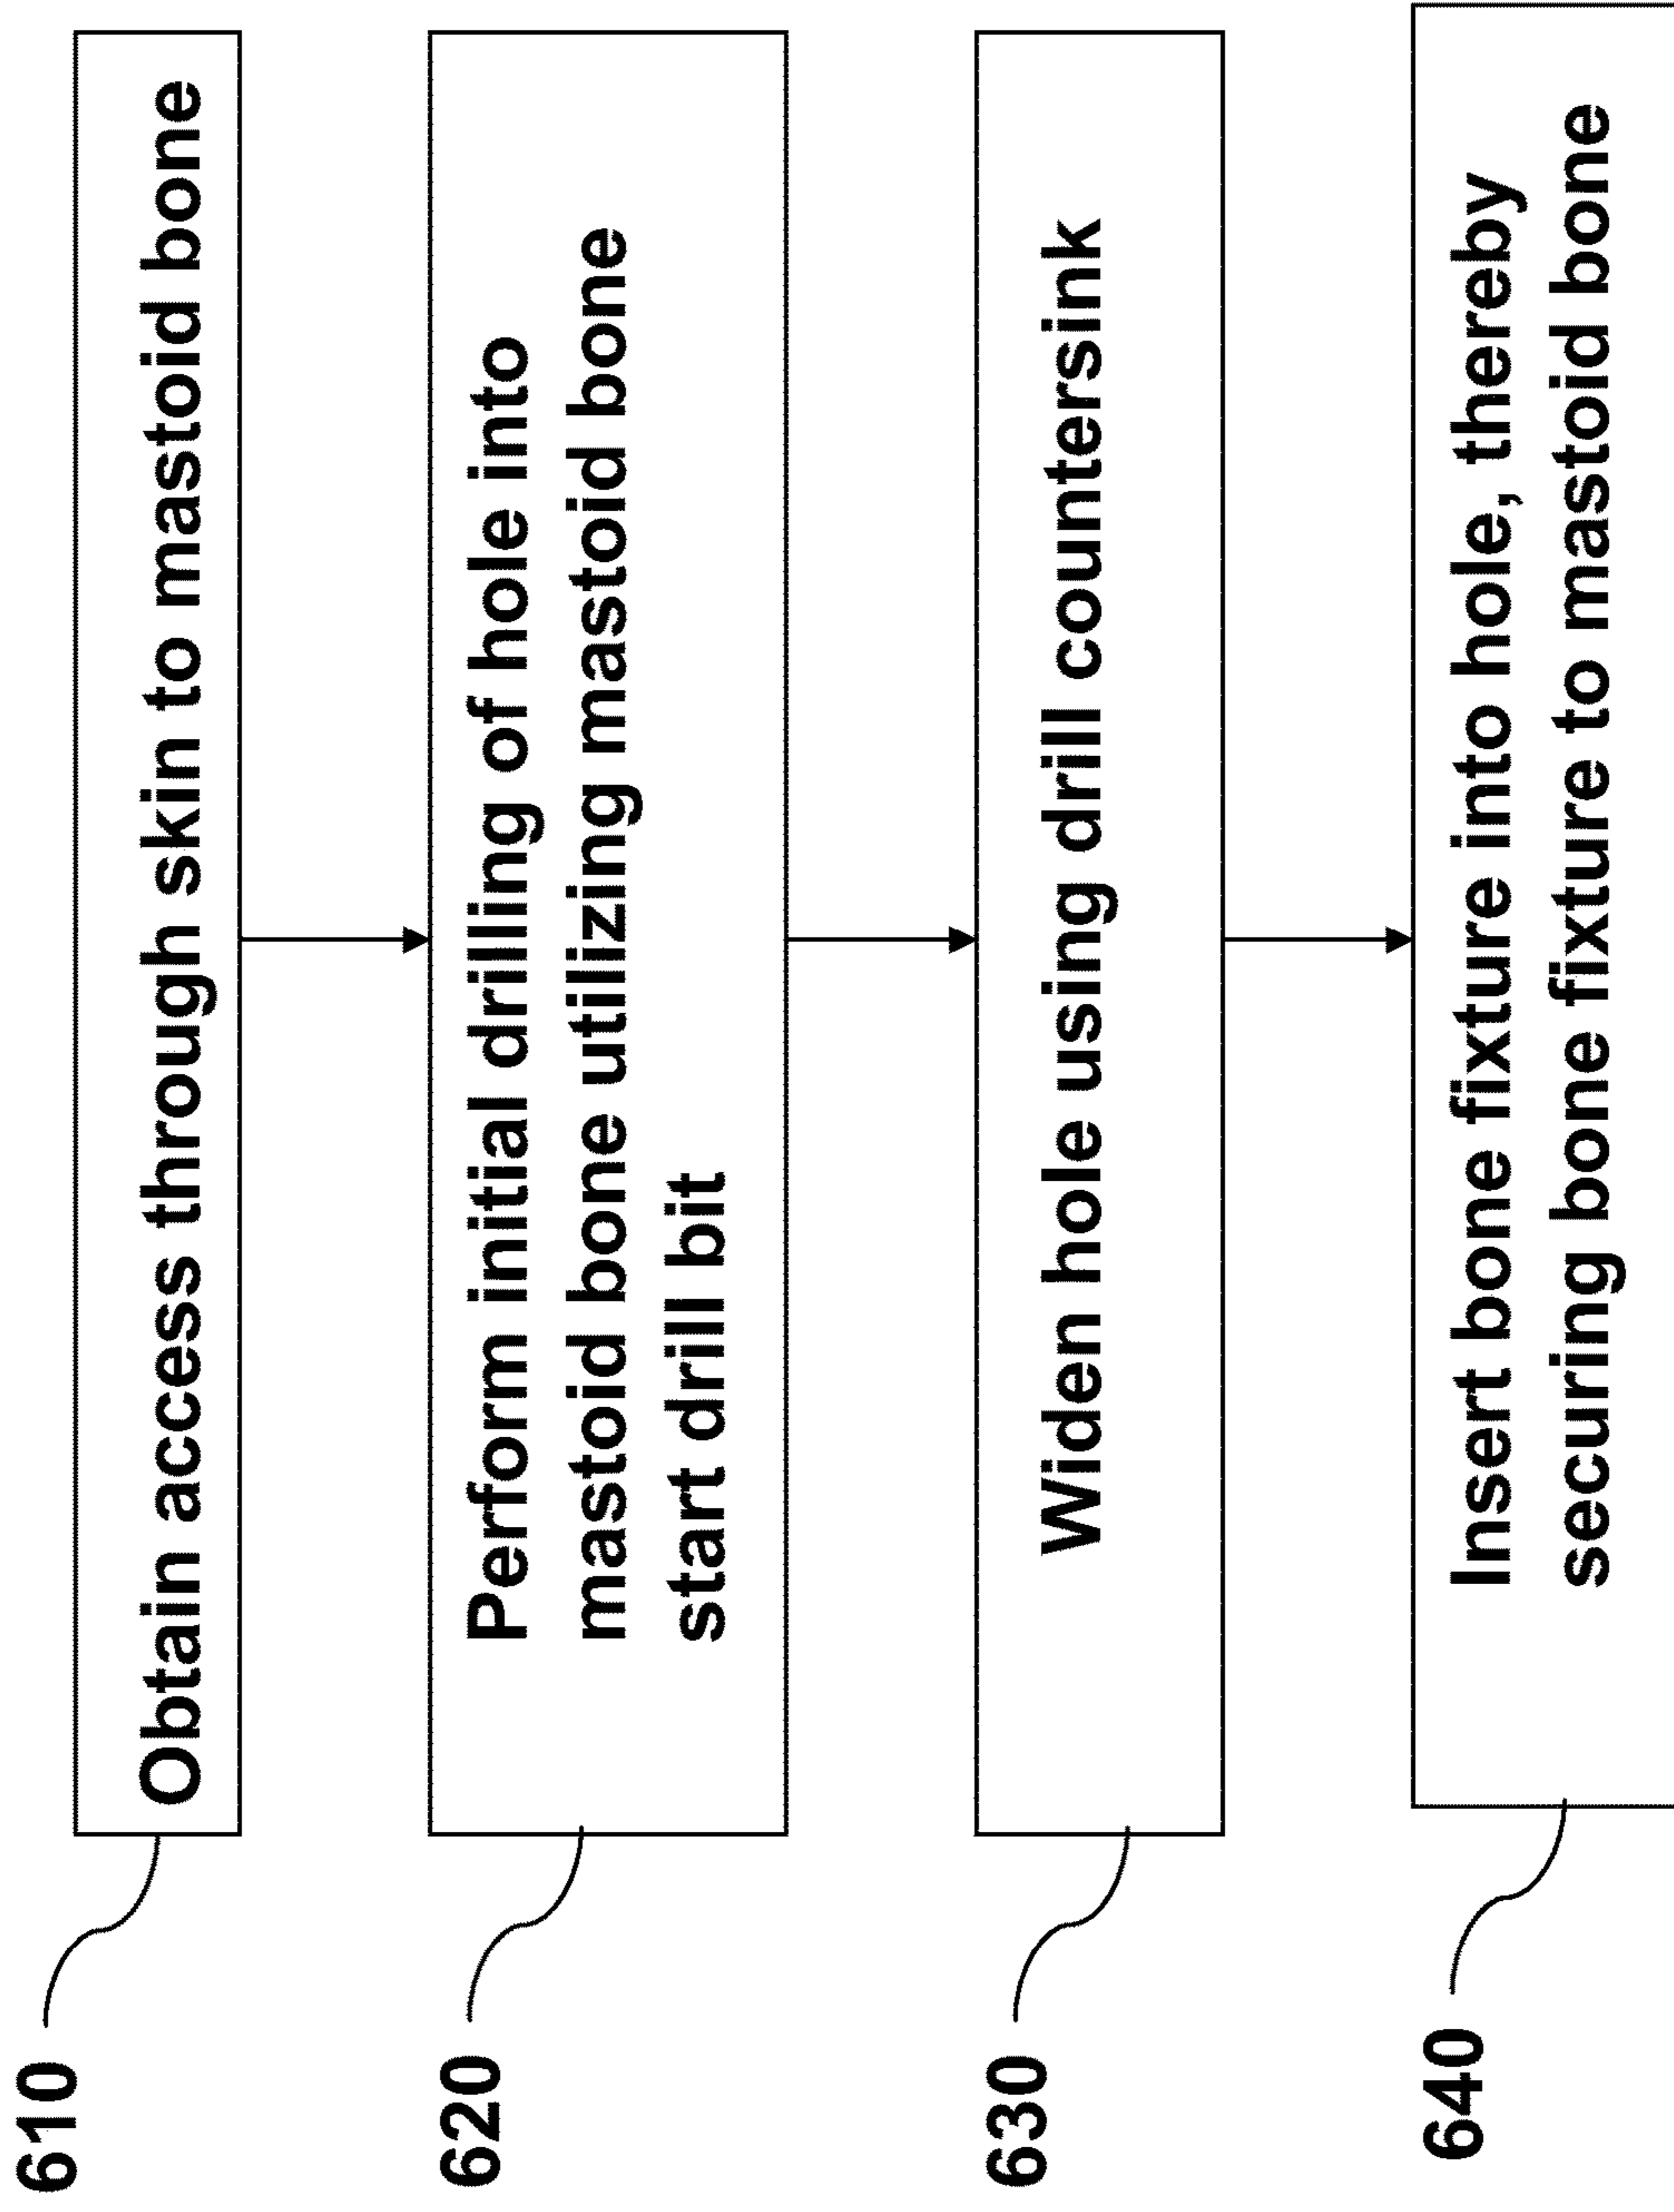 610
Obtain access through skin to mastoid bone
620
Perform initial drilling of hole into
mastoid bone utilizing mastoid bone
start drill bit
630
Widen hole using drill countersink
640
Insert bone fixture into hole, thereby
securing bone fixture to mastoid bone